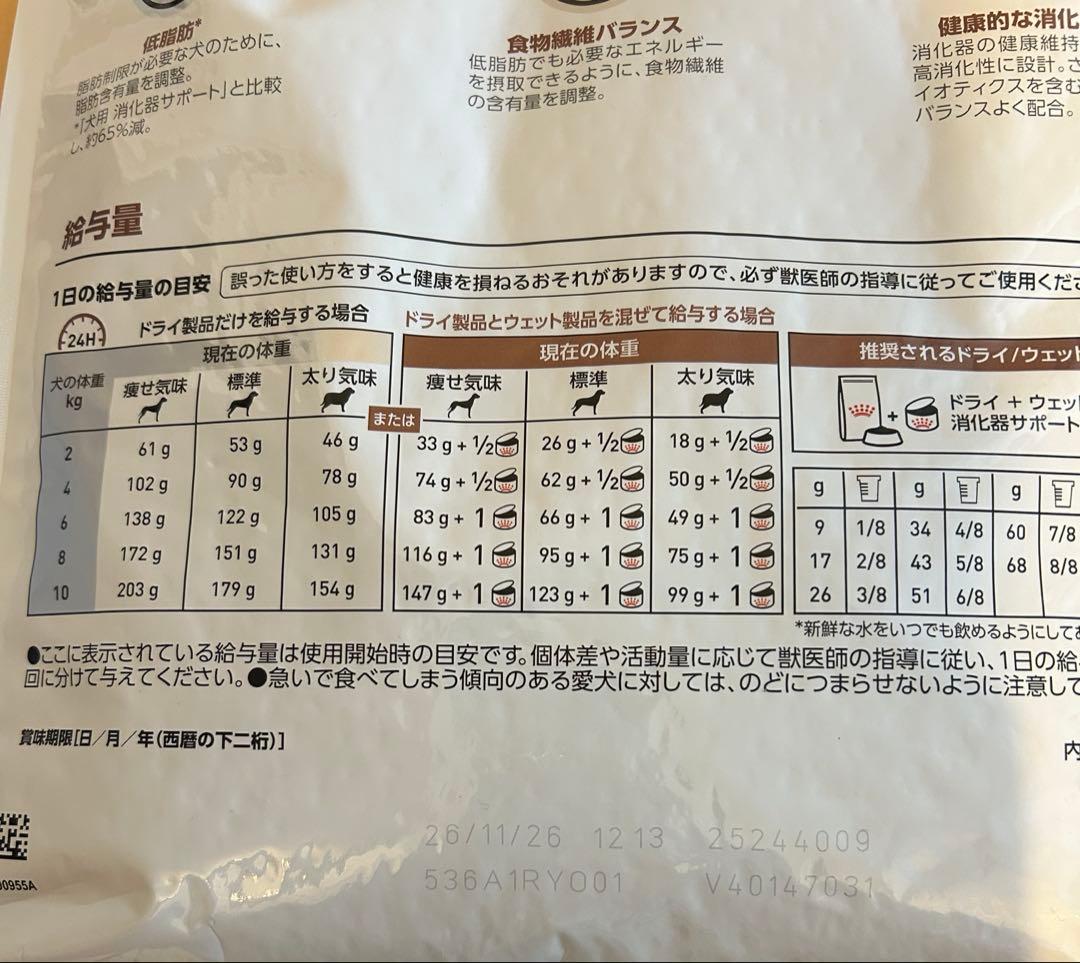 低脂肪*
脂肪制限が必要な犬のために、
脂肪含有量を調整。
*「犬用 消化器サポート」と比較
し、約65%減。
食物繊維バランス
低脂肪でも必要なエネルギー
を摂取できるように、食物繊維
の含有量を調整。
健康的な消化
消化器の健康維持
高消化性に設計。さ
イオティクスを含む
バランスよく配合。
給与量
1日の給与量の目安 誤った使い方をすると健康を損ねるおそれがありますので、必ず獣医師の指導に従ってご使用くださ
24H ドライ製品だけを給与する場合 ドライ製品とウェット製品を混ぜて給与する場合
犬の体重 kg 現在の体重 現在の体重
痩せ気味 標準 太り気味 または 痩せ気味 標準 太り気味
2 61 g 53 g 46 g 33 g + 1/2 26 g + 1/2 18 g + 1/2
4 102 g 90 g 78 g 74 g + 1/2 62 g + 1/2 50 g + 1/2
6 138 g 122 g 105 g 83 g + 1 66 g + 1 49 g + 1
8 172 g 151 g 131 g 116 g + 1 95 g + 1 75 g + 1
10 203 g 179 g 154 g 147 g + 1 123 g + 1 99 g + 1
推奨されるドライ/ウェット
+ ドライ + ウェット
消化器サポート
g g g
9 1/8 34 4/8 60 7/8
17 2/8 43 5/8 68 8/8
26 3/8 51 6/8
*新鮮な水をいつでも飲めるようにしてお
●ここに表示されている給与量は使用開始時の目安です。個体差や活動量に応じて獣医師の指導に従い、1日の給
回に分けて与えてください。●急いで食べてしまう傾向のある愛犬に対しては、のどにつまらせないように注意して
賞味期限[日/月/年(西暦の下二桁)]
内
26/11/26 12 13 25244009
536A1RY001 V40147031
00955A